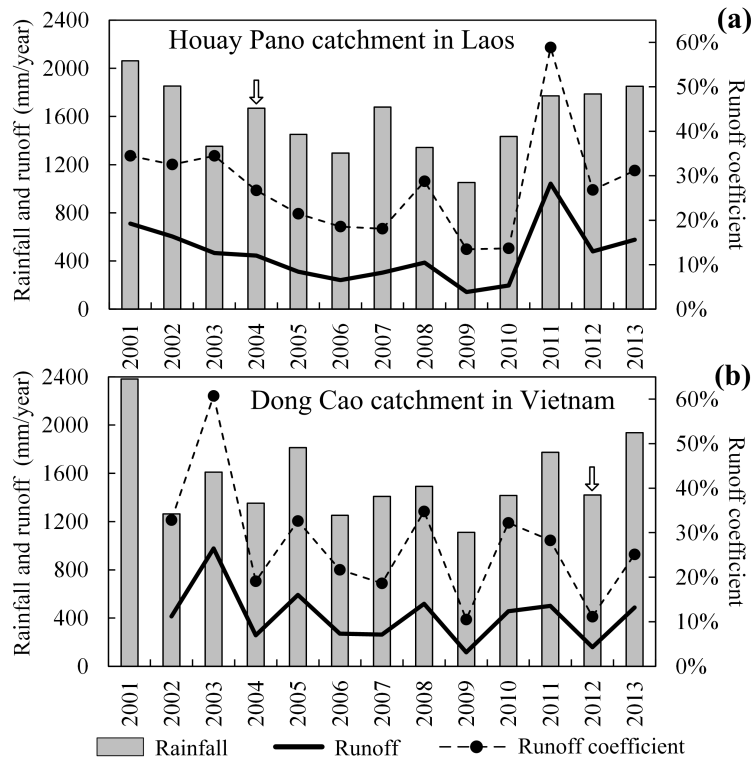 (a)
Houay Pano catchment in Laos
Rainfall and runoff (mm/year)
2400
2000
1600
1200
800
400
0
60%
50%
40%
30%
20%
10%
0%
Runoff
coefficient
2001 2002 2003 2004 2005 2006 2007 2008 2009 2010 2011 2012 2013
(b)
Dong Cao catchment in Vietnam
Rainfall and runoff (mm/year)
2400
2000
1600
1200
800
400
0
60%
50%
40%
30%
20%
10%
0%
Runoff
coefficient
2001 2002 2003 2004 2005 2006 2007 2008 2009 2010 2011 2012 2013
Rainfall Runoff Runoff coefficient